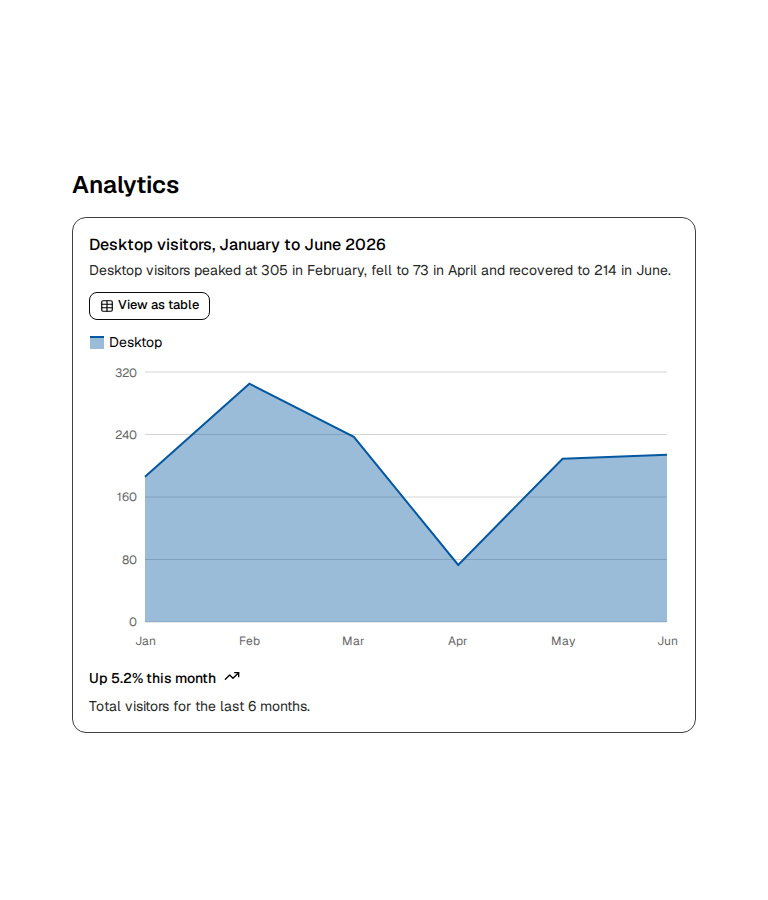 Analytics
Desktop visitors, January to June 2026
Desktop visitors peaked at 305 in February, fell to 73 in April and recovered to 214 in June.
View as table
Desktop
320
240
160
80
0
Jan Feb Mar Apr May Jun
Up 5.2% this month
Total visitors for the last 6 months.